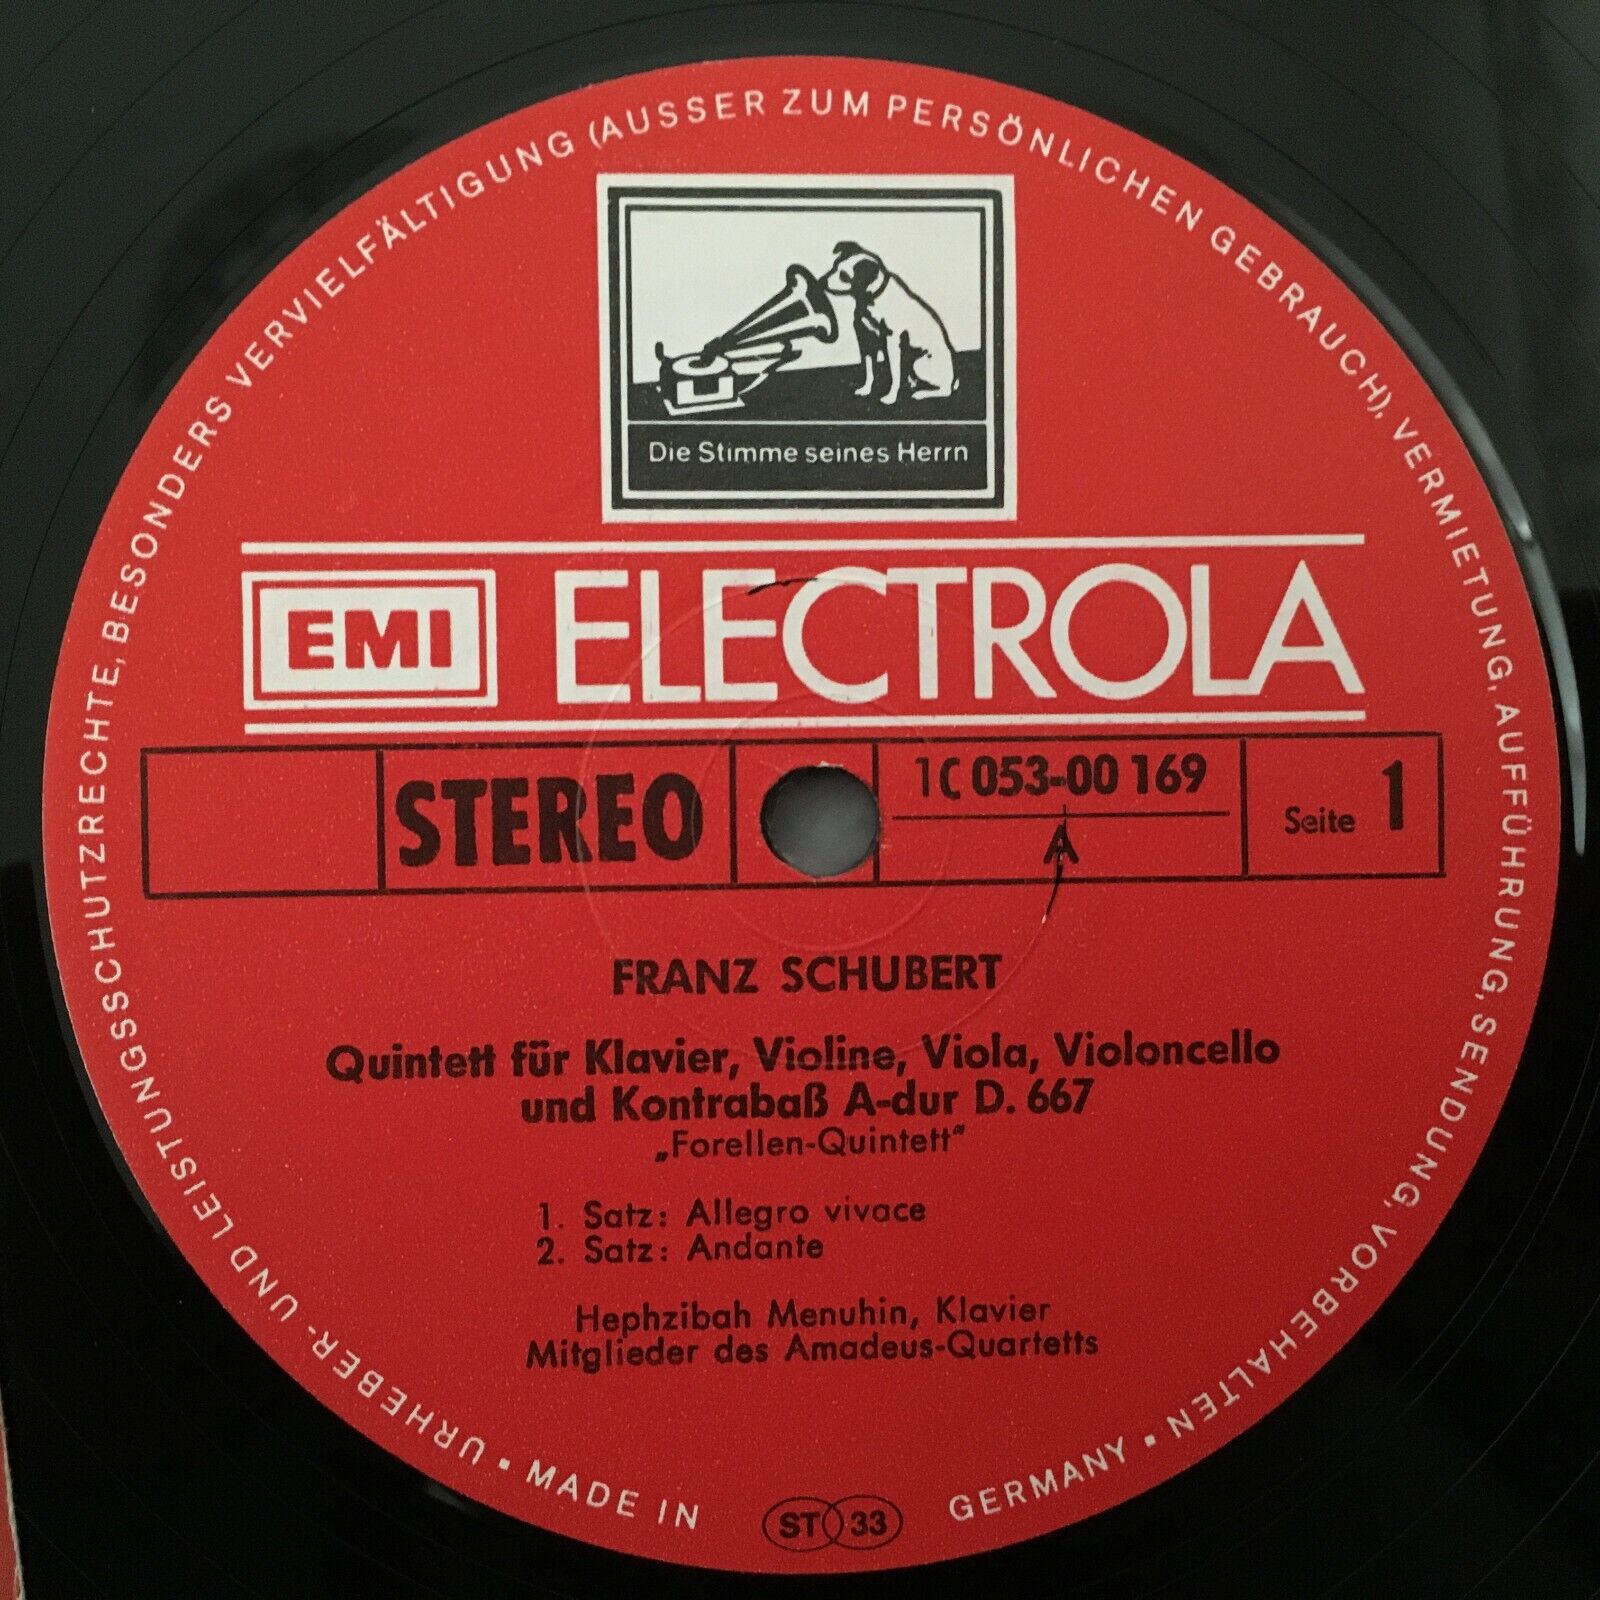 Die Stimme seines Herrn
EMI ELECTROLA
STEREO
1C 053-00 169
Seite 1
FRANZ SCHUBERT
Quintett für Klavier, Violine, Viola, Violoncello
und Kontrabaß A-dur D. 667
„Forellen-Quintett“
1. Satz: Allegro vivace
2. Satz: Andante
Hephzibah Menuhin, Klavier
Mitglieder des Amadeus-Quartetts
URHEBER- UND LEISTUNGSSCHUTZRECHTE, BESONDERS VERVIELFÄLTIGUNG (AUSSER ZUM PERSÖNLICHEN GEBRAUCH), VERMIETUNG, AUFFÜHRUNG, SENDUNG, VORBEHALTEN •
• MADE IN GERMANY
ST 33